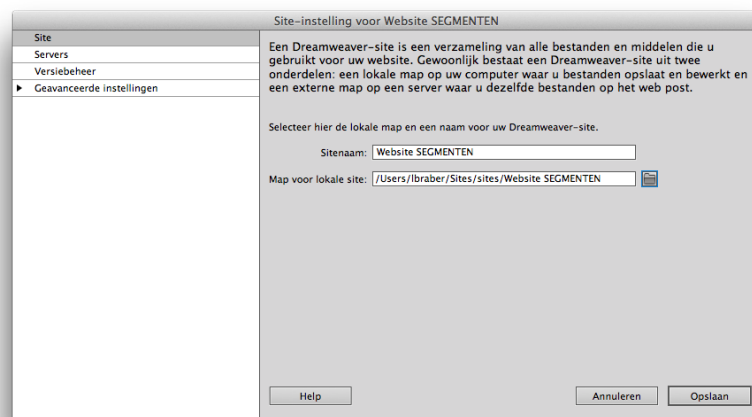 Site-instelling voor Website SEGMENTEN
Site
Servers
Versiebeheer
Geavanceerde instellingen
Een Dreamweaver-site is een verzameling van alle bestanden en middelen die u
gebruikt voor uw website. Gewoonlijk bestaat een Dreamweaver-site uit twee
onderdelen: een lokale map op uw computer waar u bestanden opslaat en bewerkt en
een externe map op een server waar u dezelfde bestanden op het web post.
Selecteer hier de lokale map en een naam voor uw Dreamweaver-site.
Sitenaam: Website SEGMENTEN
Map voor lokale site: /Users/lbraber/Sites/sites/Website SEGMENTEN
Help Annuleren Opslaan